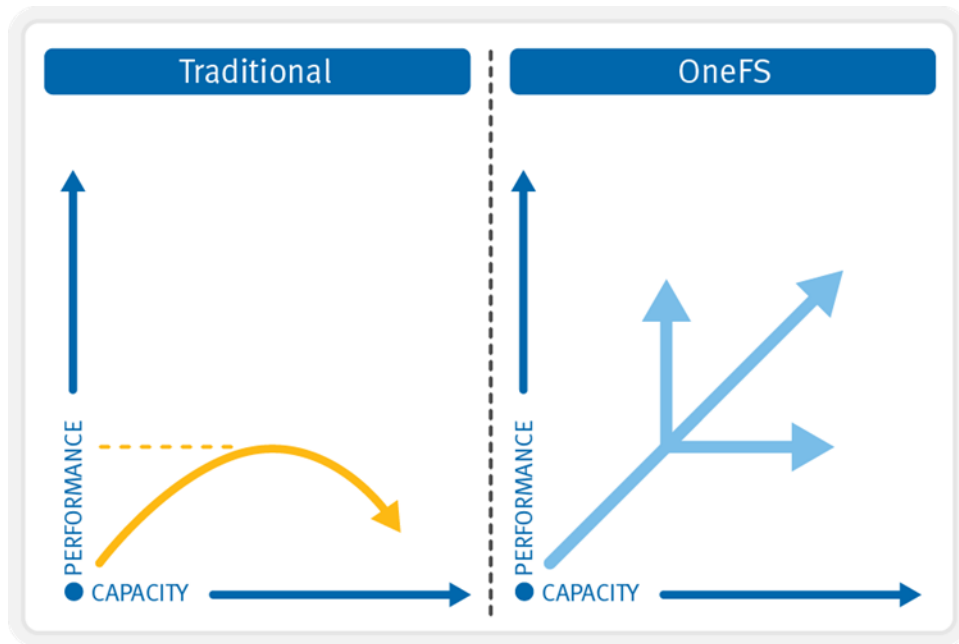 Traditional
PERFORMANCE
CAPACITY
OneFS
PERFORMANCE
CAPACITY